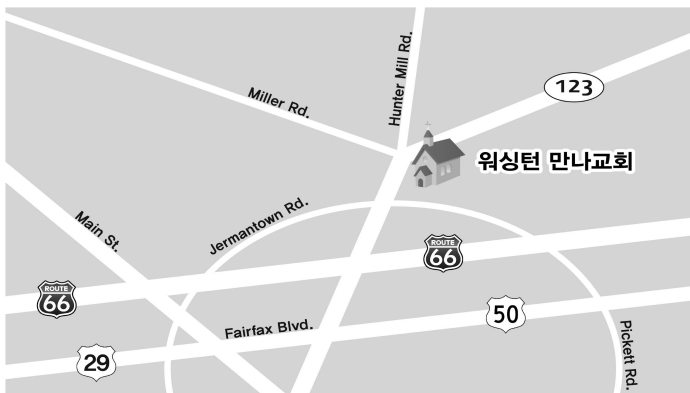 Hunter Mill Rd.
Miller Rd.
123
워싱턴 만나교회
Jermantown Rd.
Main St.
ROUTE
66
ROUTE
66
Fairfax Blvd.
50
29
Pickett Rd.